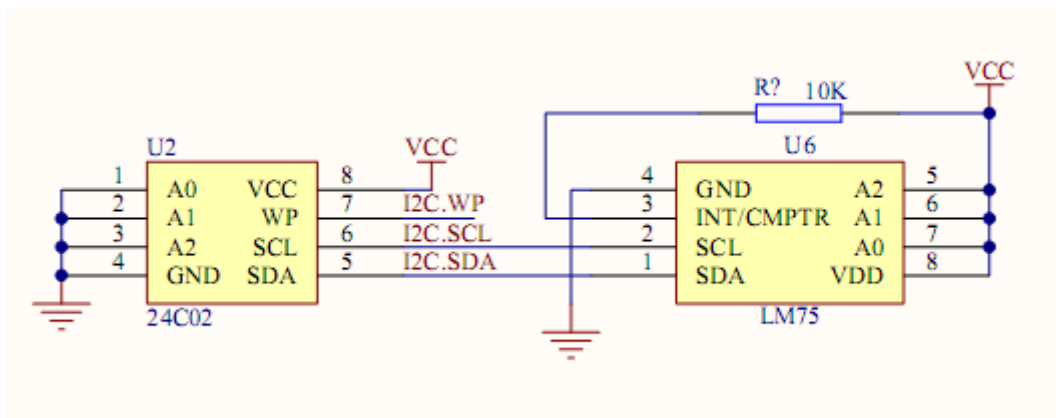 VCC
R? 10K
U2
VCC
U6
1 A0 VCC 8
2 A1 WP 7 I2C.WP
3 A2 SCL 6 I2C.SCL
4 GND SDA 5 I2C.SDA
24C02
4 GND A2 5
3 INT/CMPTR A1 6
2 SCL A0 7
1 SDA VDD 8
LM75